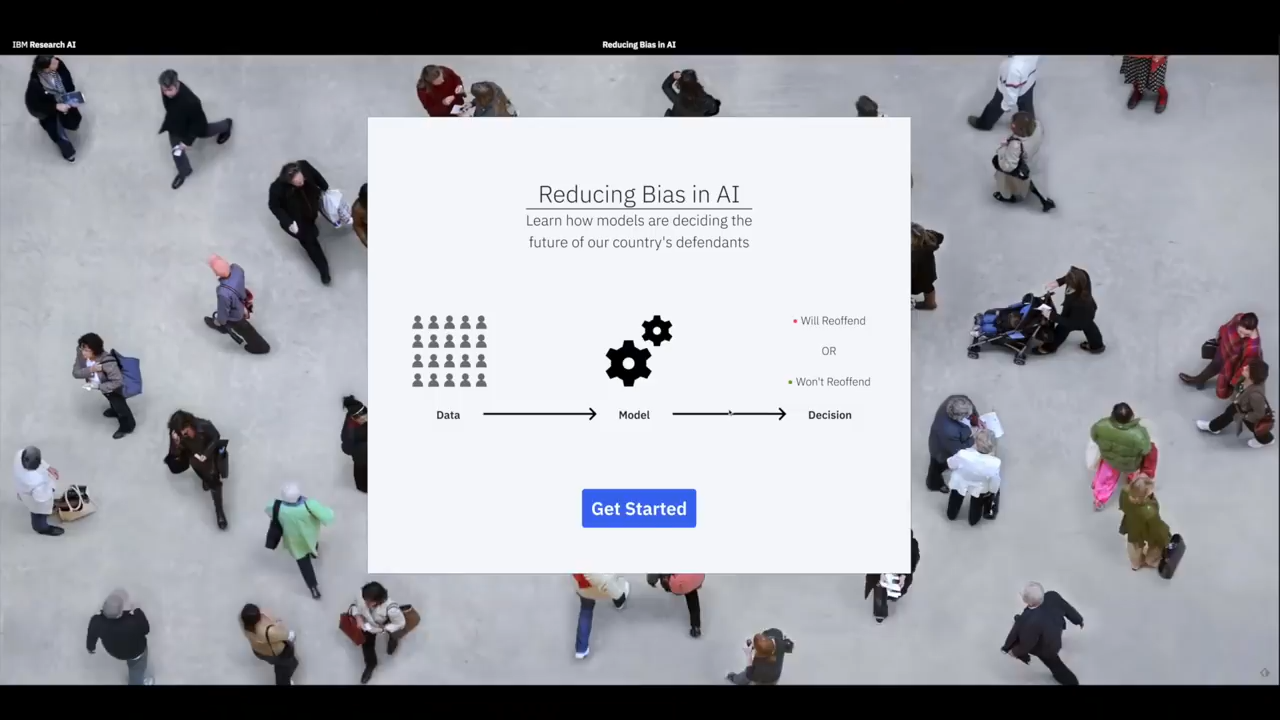 IBM Research AI
Reducing Bias in AI
Reducing Bias in AI
Learn how models are deciding the
future of our country's defendants
Will Reoffend
OR
Won't Reoffend
Data
Model
Decision
Get Started